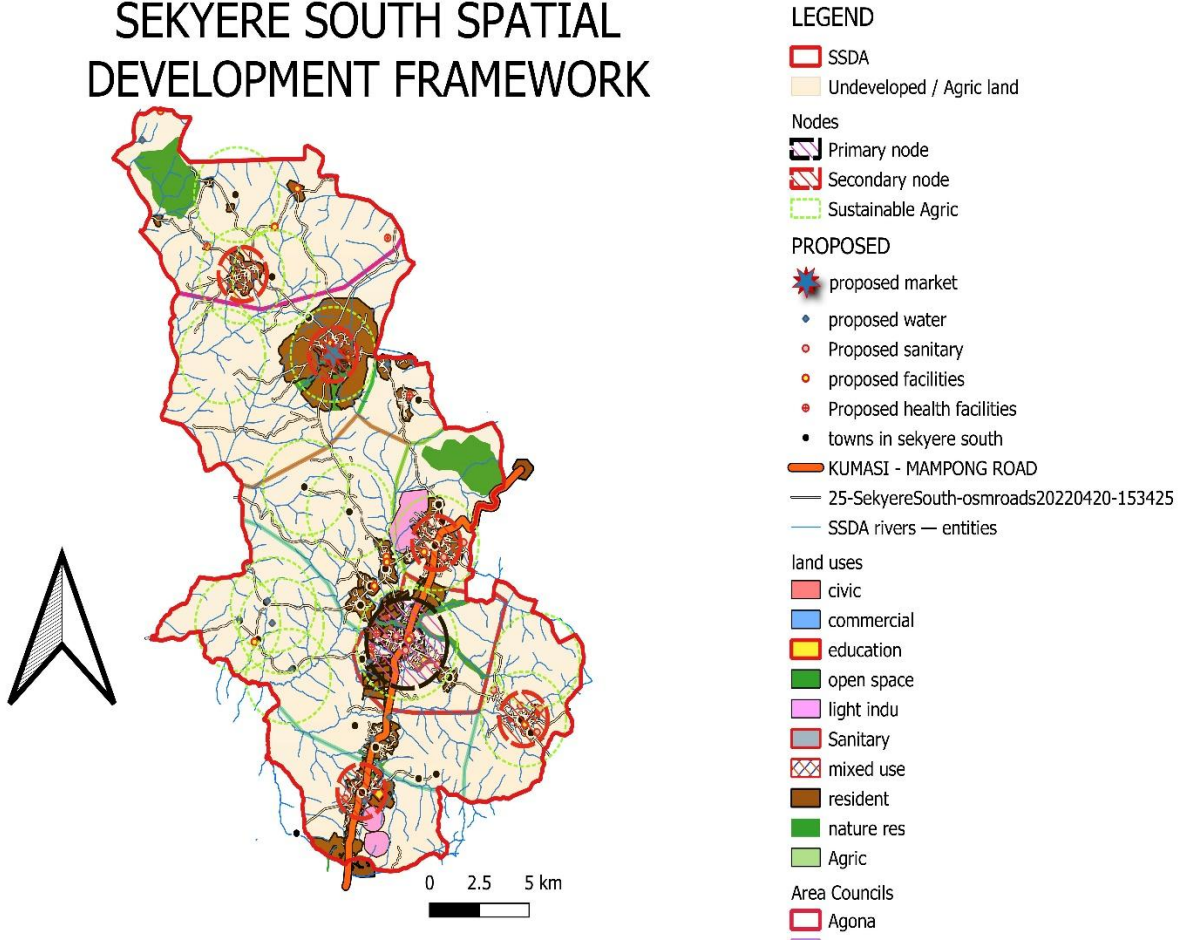 SEKYERE SOUTH SPATIAL
DEVELOPMENT FRAMEWORK
0 2.5 5 km
LEGEND
SSDA
Undeveloped / Agric land
Nodes
Primary node
Secondary node
Sustainable Agric
PROPOSED
proposed market
proposed water
Proposed sanitary
proposed facilities
Proposed health facilities
towns in sekyere south
KUMASI - MAMPONG ROAD
25-SekyereSouth-osmroads20220420-153425
SSDA rivers — entities
land uses
civic
commercial
education
open space
light indu
Sanitary
mixed use
resident
nature res
Agric
Area Councils
Agona